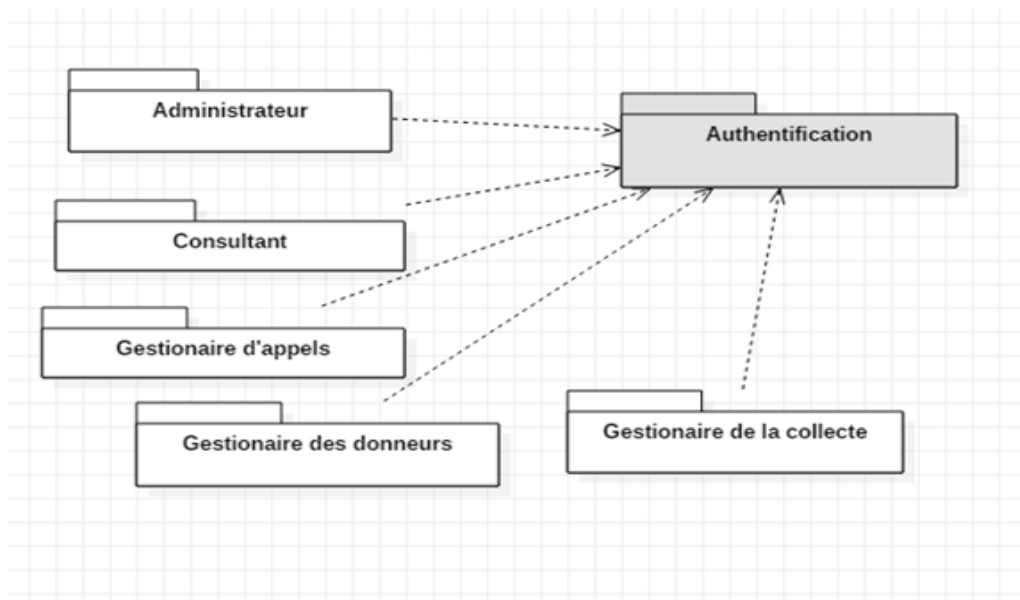 Administrateur
Authentification
Consultant
Gestionaire d'appels
Gestionaire des donneurs
Gestionaire de la collecte